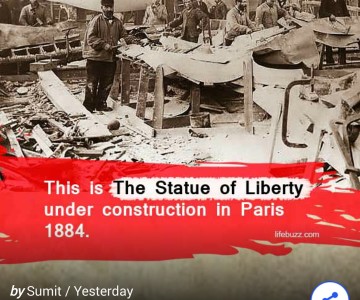 This is The Statue of Liberty
under construction in Paris
1884.
lifebuzz.com
by Sumit / Yesterday